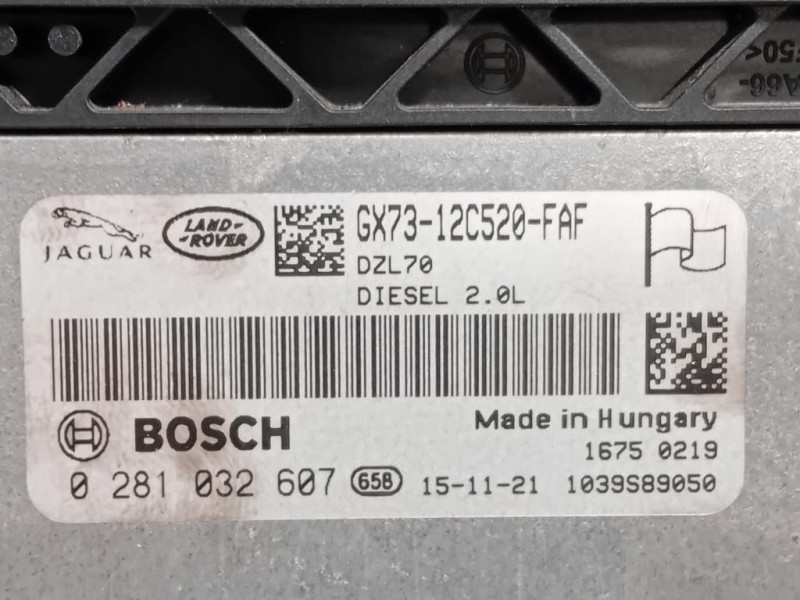 JAGUAR
LAND-
-ROVER
GX73-12C520-FAF
DZL70
DIESEL 2.0L
BOSCH
Made in Hungary
1675 0219
0 281 032 607 65B 15-11-21 1039S89050